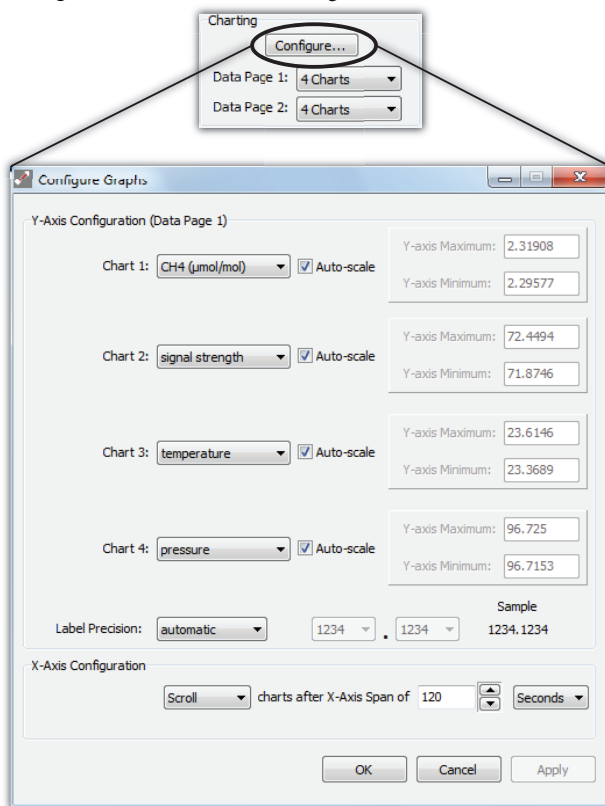 Charting
Configure...
Data Page 1: 4 Charts
Data Page 2: 4 Charts
Configure Graphs
Y-Axis Configuration (Data Page 1)
Chart 1: CH4 (µmol/mol) Auto-scale
Y-axis Maximum: 2.31908
Y-axis Minimum: 2.29577
Chart 2: signal strength Auto-scale
Y-axis Maximum: 72.4494
Y-axis Minimum: 71.8746
Chart 3: temperature Auto-scale
Y-axis Maximum: 23.6146
Y-axis Minimum: 23.3689
Chart 4: pressure Auto-scale
Y-axis Maximum: 96.725
Y-axis Minimum: 96.7153
Sample
Label Precision: automatic 1234 . 1234 1234.1234
X-Axis Configuration
Scroll charts after X-Axis Span of 120 Seconds
OK Cancel Apply